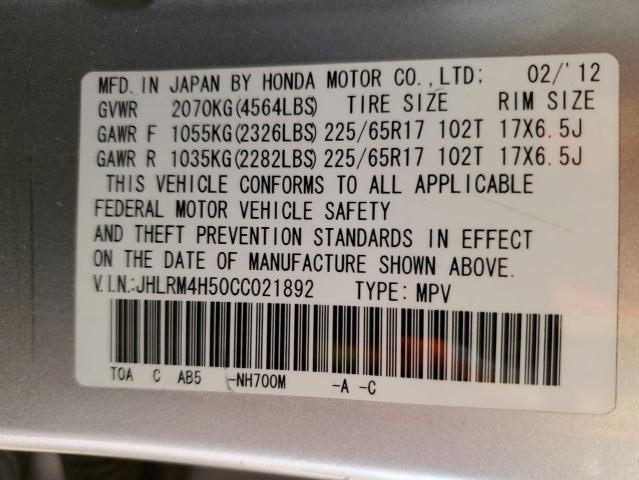 MFD. IN JAPAN BY HONDA MOTOR CO.,LTD; 02/'12
GVWR 2070KG(4564LBS) TIRE SIZE RIM SIZE
GAWR F 1055KG(2326LBS) 225/65R17 102T 17X6.5J
GAWR R 1035KG(2282LBS) 225/65R17 102T 17X6.5J
THIS VEHICLE CONFORMS TO ALL APPLICABLE
FEDERAL MOTOR VEHICLE SAFETY
AND THEFT PREVENTION STANDARDS IN EFFECT
ON THE DATE OF MANUFACTURE SHOWN ABOVE.
V.I.N.:JHLRM4H50CC021892 TYPE: MPV
TOA C AB5 -NH700M -A -C